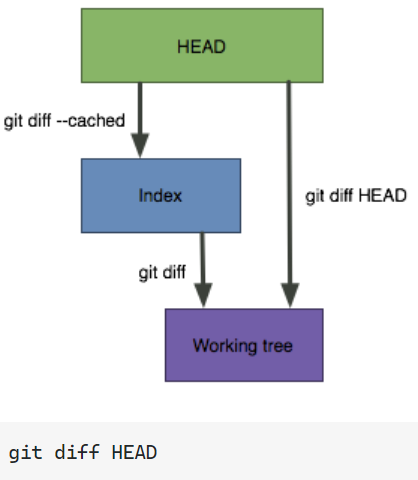 HEAD
git diff --cached
Index
git diff HEAD
git diff
Working tree
git diff HEAD